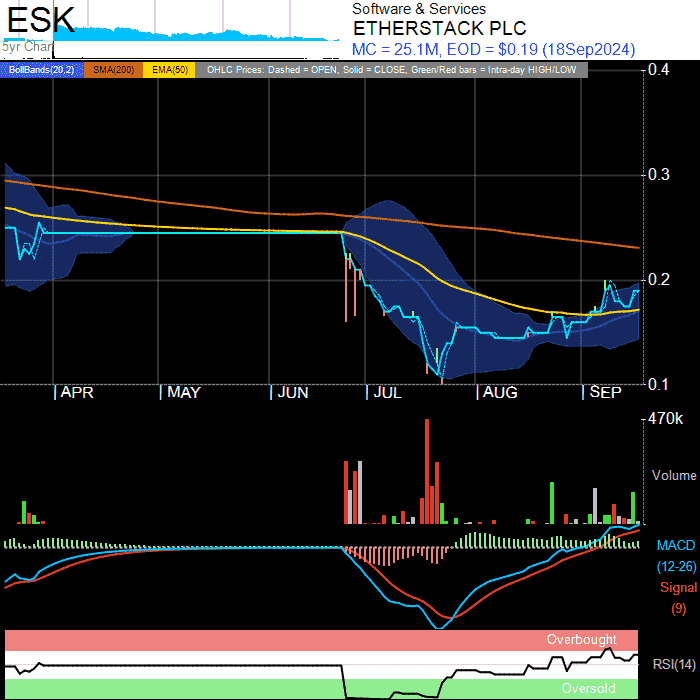 ESK
5yr Chart
Software & Services
ETHERSTACK PLC
MC = 25.1M, EOD = $0.19 (18Sep2024)
BollBands(20,2) SMA(200) EMA(50) OHLC Prices: Dashed = OPEN, Solid = CLOSE, Green/Red bars = Intra-day HIGH/LOW
0.4
0.3
0.2
0.1
APR MAY JUN JUL AUG SEP
470k
Volume
MACD
(12-26)
Signal
(9)
Overbought
RSI(14)
Oversold